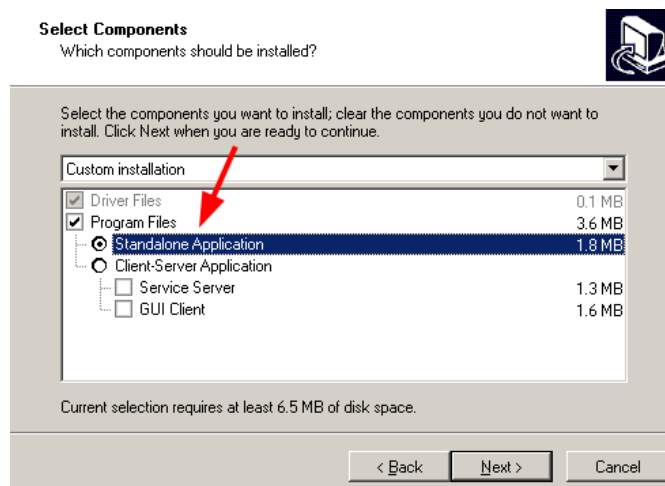 Select Components
Which components should be installed?
Select the components you want to install; clear the components you do not want to
install. Click Next when you are ready to continue.
Custom installation
Driver Files 0.1 MB
Program Files 3.6 MB
Standalone Application 1.8 MB
Client-Server Application
Service Server 1.3 MB
GUI Client 1.6 MB
Current selection requires at least 6.5 MB of disk space.
< Back Next > Cancel